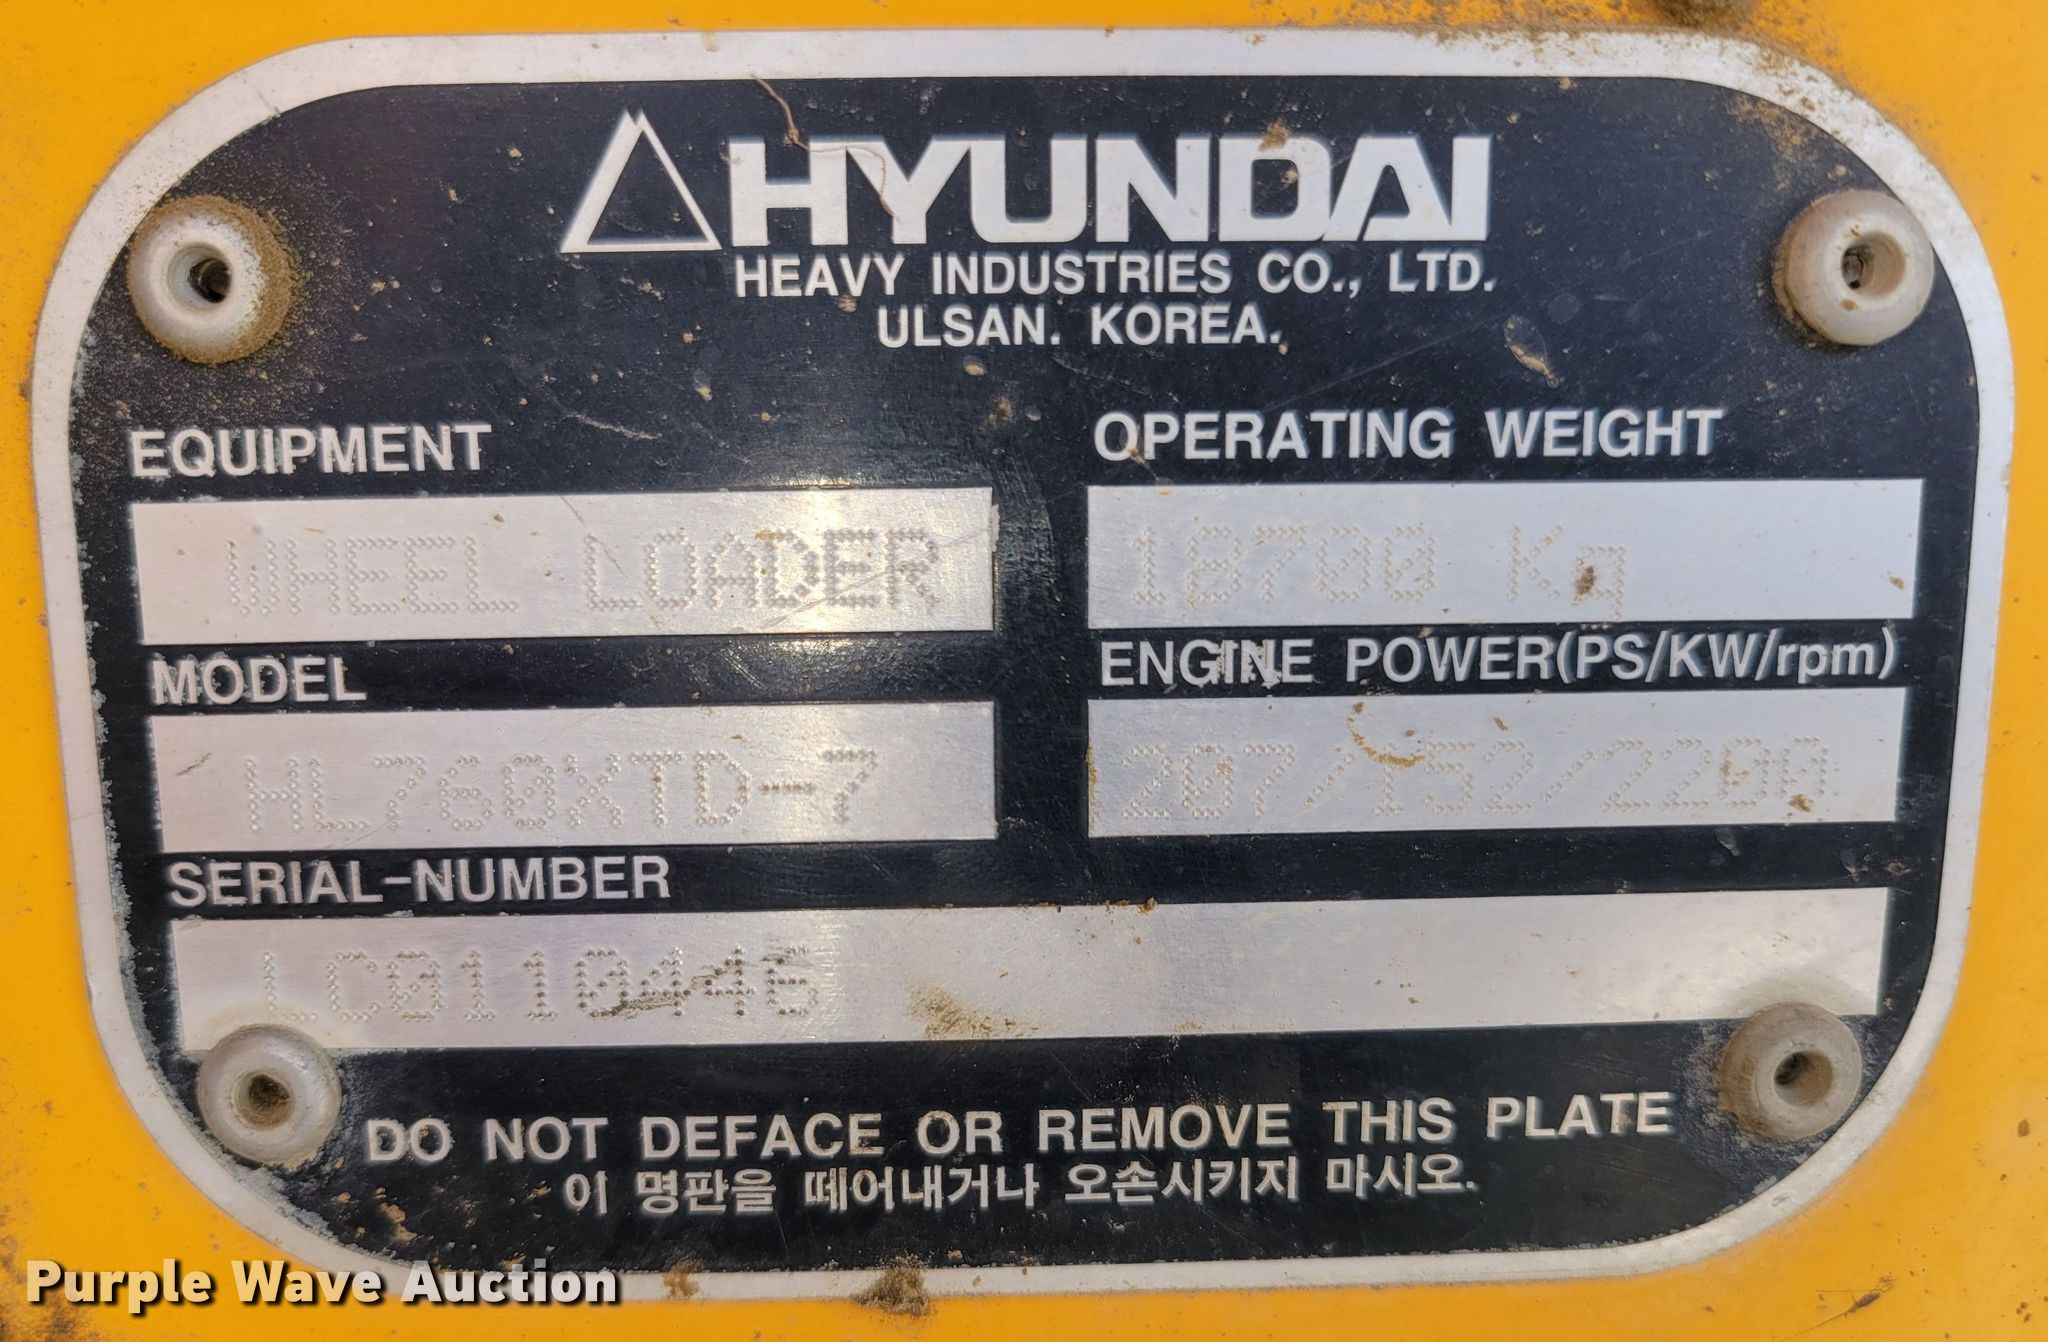 HYUNDAI
HEAVY INDUSTRIES CO., LTD.
ULSAN. KOREA.
EQUIPMENT
WHEEL LOADER
OPERATING WEIGHT
18700 Kg
MODEL
HL760XTD-7
ENGINE POWER(PS/KW/rpm)
207/152/2200
SERIAL-NUMBER
LC0110446
DO NOT DEFACE OR REMOVE THIS PLATE
이 명판을 떼어내거나 오손시키지 마시오.
Purple Wave Auction